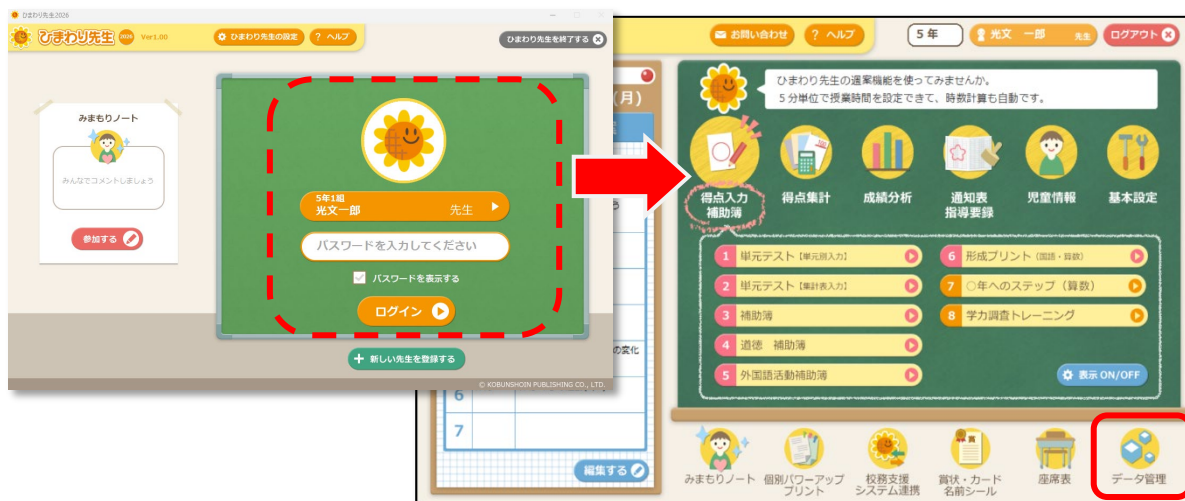 ひまわり先生2026
ひまわり先生 2026 Ver1.00
ひまわり先生の設定
? ヘルプ
ひまわり先生を終了する
みまもりノート
みんなでコメントしましょう
参加する
5年1組
光文一郎 先生
パスワードを入力してください
パスワードを表示する
ログイン
+ 新しい先生を登録する
© KOBUNSHOIN PUBLISHING CO., LTD.
お問い合わせ
? ヘルプ
5 年
光文 一郎 先生
ログアウト
(月)
ひまわり先生の週案機能を使ってみませんか。
5分単位で授業時間を設定できて、時数計算も自動です。
得点入力
補助簿
得点集計
成績分析
通知表
指導要録
児童情報
基本設定
1 単元テスト【単元別入力】
2 単元テスト【集計表入力】
3 補助簿
4 道徳 補助簿
5 外国語活動補助簿
6 形成プリント（国語・算数）
7 ○年へのステップ（算数）
8 学力調査トレーニング
表示 ON/OFF
の変化
6
7
編集する
みまもりノート
個別パワーアップ
プリント
校務支援
システム連携
賞状・カード
名前シール
座席表
データ管理